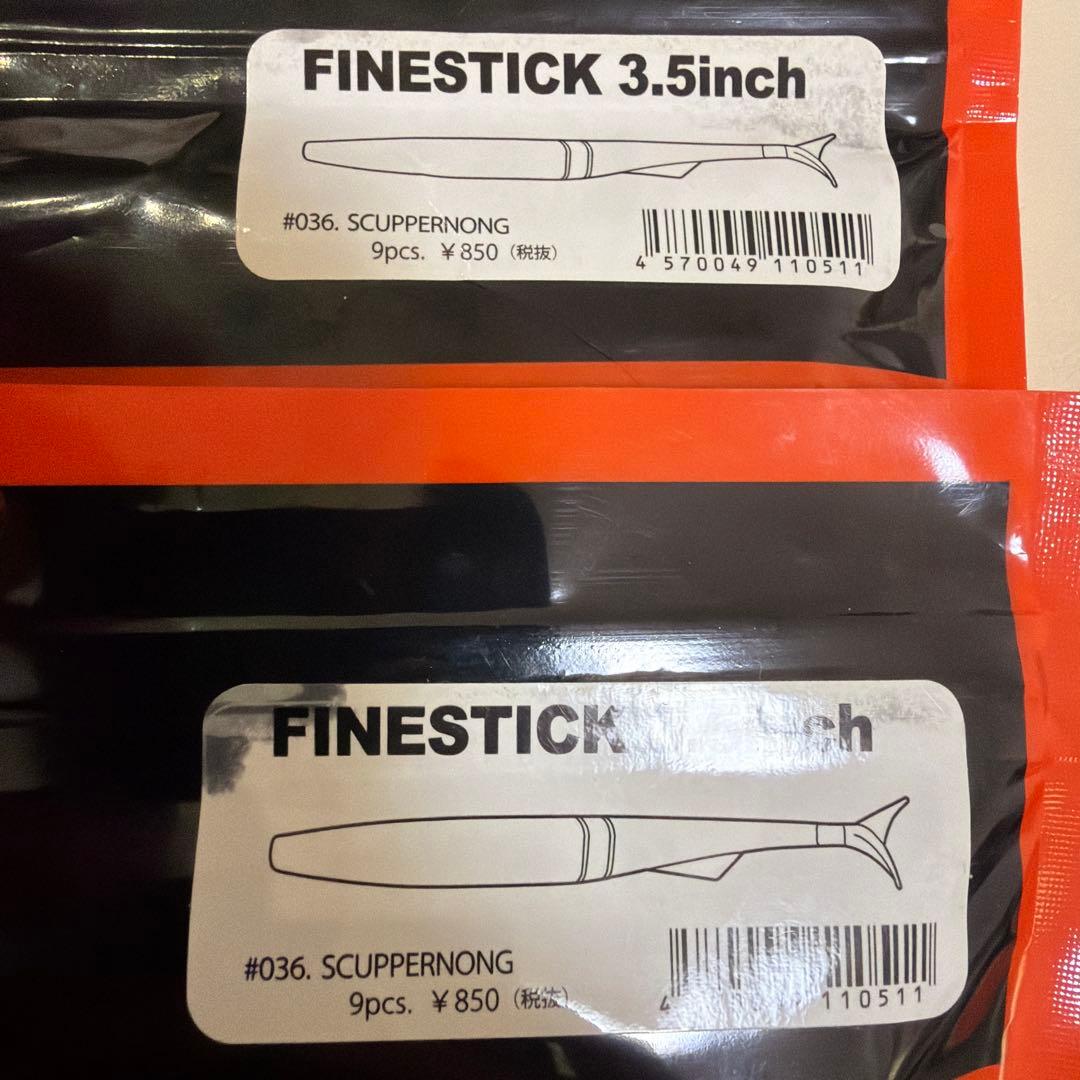 FINESTICK 3.5inch
#036. SCUPPERNONG
9pcs. ¥850 (税抜)
4 570049 110511
FINESTICK
#036. SCUPPERNONG
9pcs. ¥850 (税抜)
4 110511